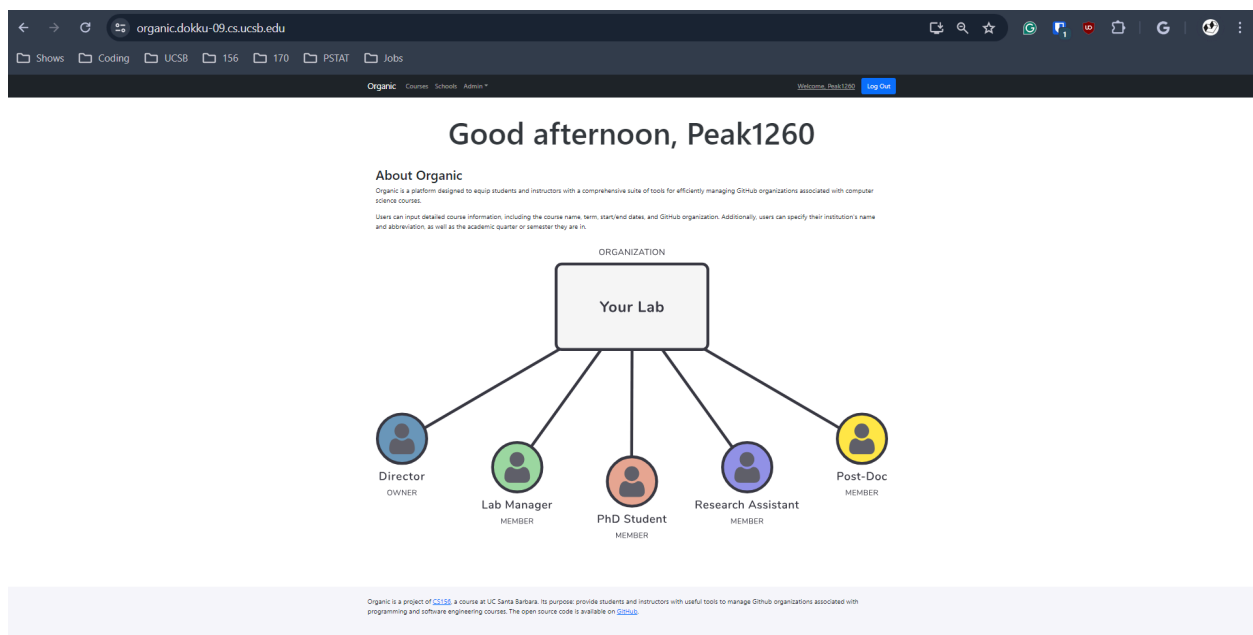 organic.dokku-09.cs.ucsb.edu
Shows Coding UCSB 156 170 PSTAT Jobs
Organic Courses Schools Admin Welcome, Peak1260 Log Out
Good afternoon, Peak1260
About Organic
Organic is a platform designed to equip students and instructors with a comprehensive suite of tools for efficiently managing GitHub organizations associated with computer
science courses.
Users can input detailed course information, including the course name, term, start/end dates, and GitHub organization. Additionally, users can specify their institution's name
and abbreviation, as well as the academic quarter or semester they are in.
ORGANIZATION
Your Lab
Director
OWNER
Lab Manager
MEMBER
PhD Student
MEMBER
Research Assistant
MEMBER
Post-Doc
MEMBER
Organic is a project of CS156, a course at UC Santa Barbara. Its purpose: provide students and instructors with useful tools to manage Github organizations associated with
programming and software engineering courses. The open source code is available on GitHub.